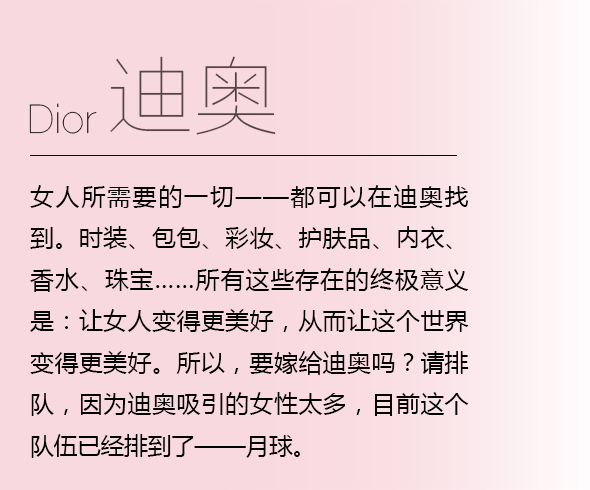 Dior 迪奥
女人所需要的一切——都可以在迪奥找
到。时装、包包、彩妆、护肤品、内衣、
香水、珠宝……所有这些存在的终极意义
是：让女人变得更美好，从而让这个世界
变得更美好。所以，要嫁给迪奥吗？请排
队，因为迪奥吸引的女性太多，目前这个
队伍已经排到了——月球。